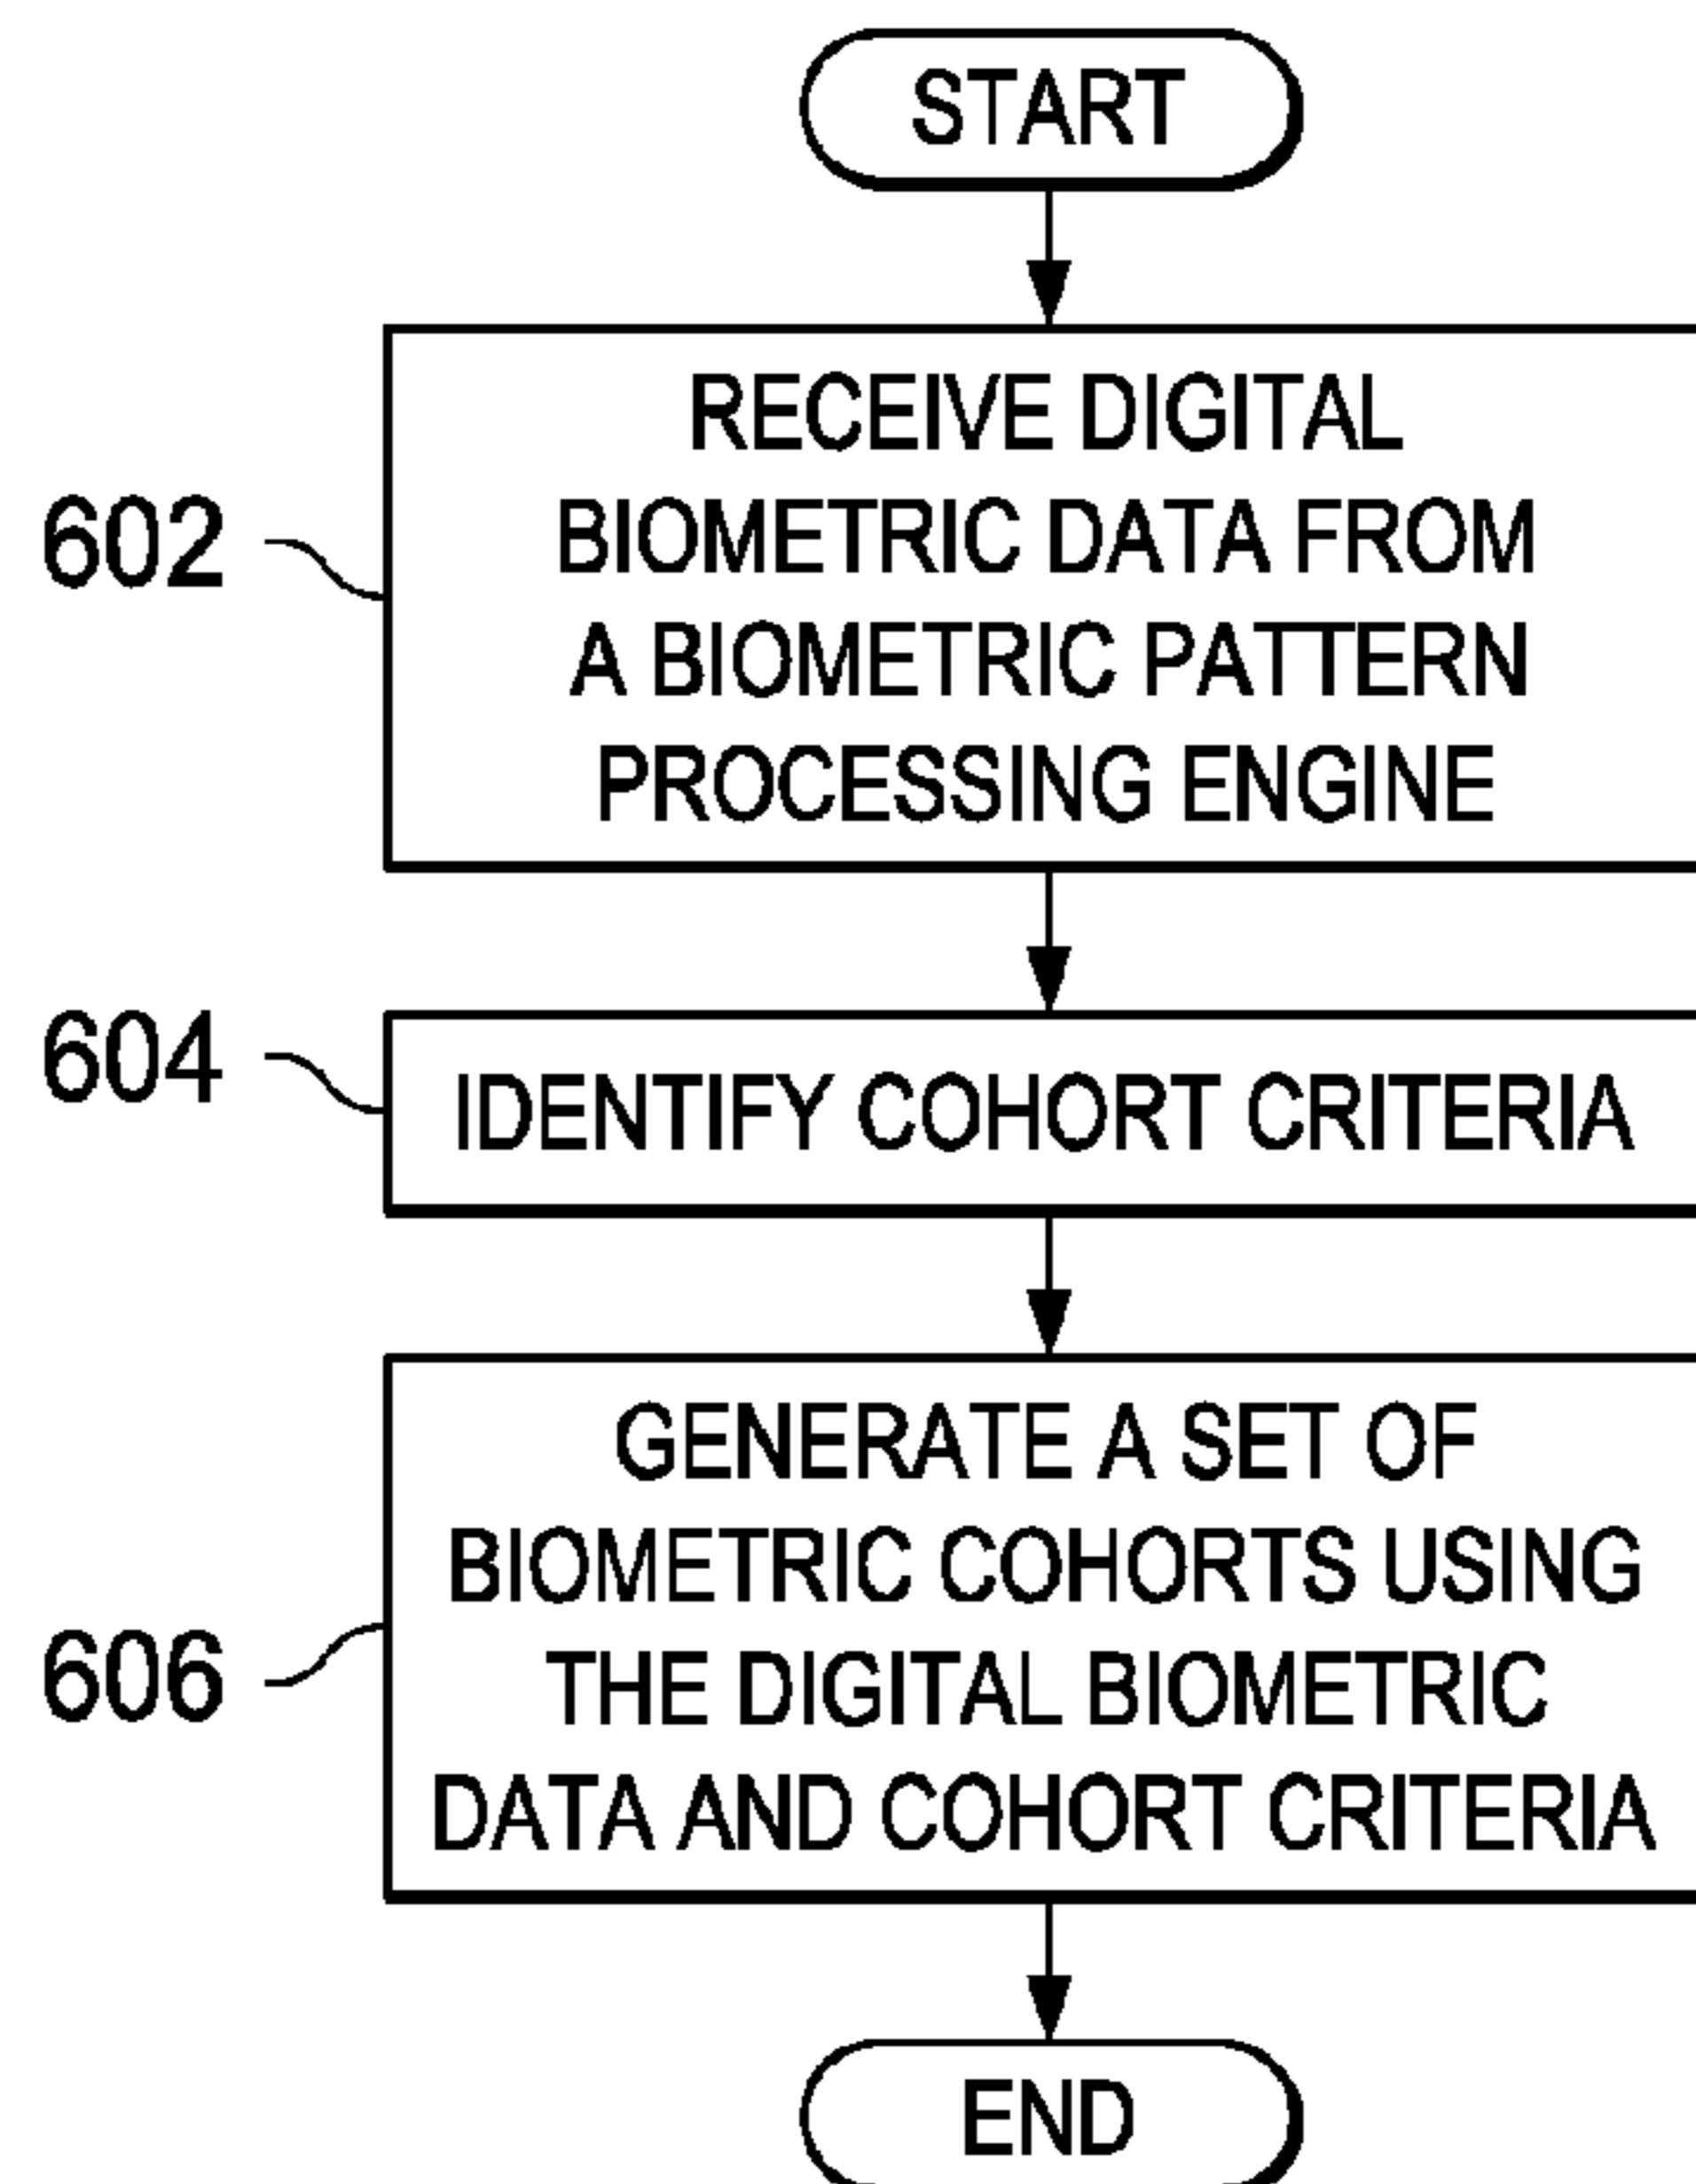 START
602
RECEIVE DIGITAL
BIOMETRIC DATA FROM
A BIOMETRIC PATTERN
PROCESSING ENGINE
604
IDENTIFY COHORT CRITERIA
606
GENERATE A SET OF
BIOMETRIC COHORTS USING
THE DIGITAL BIOMETRIC
DATA AND COHORT CRITERIA
END